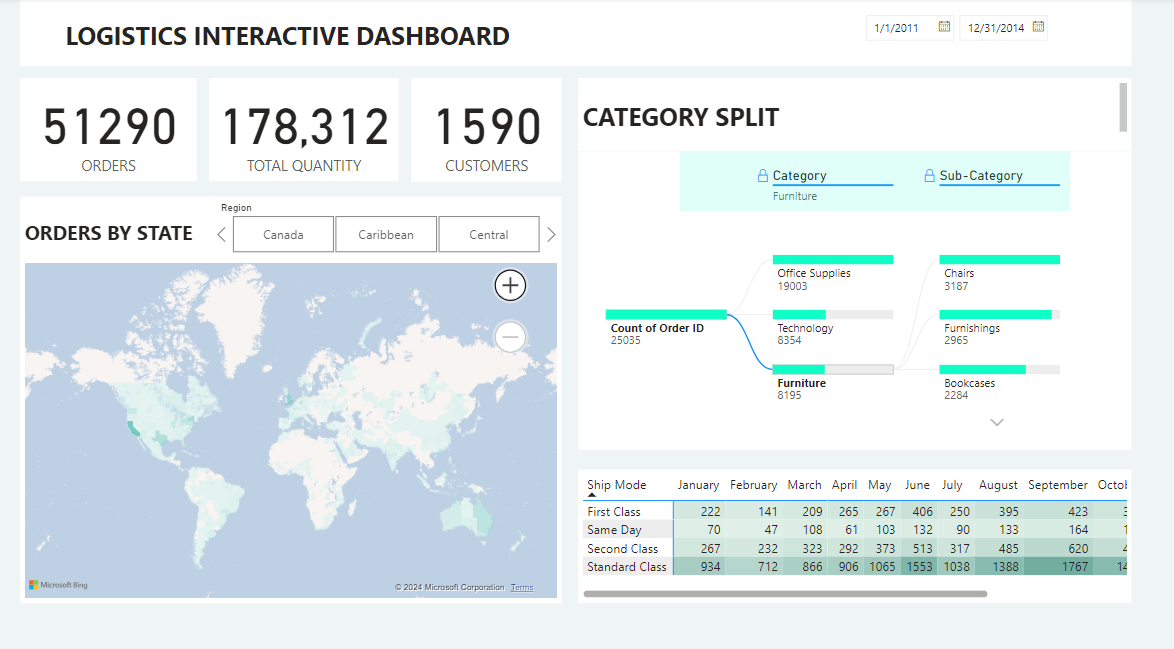 LOGISTICS INTERACTIVE DASHBOARD
1/1/2011 12/31/2014
51290
ORDERS
178,312
TOTAL QUANTITY
1590
CUSTOMERS
ORDERS BY STATE
Region
Canada Caribbean Central
Microsoft Bing
© 2024 Microsoft Corporation Terms
CATEGORY SPLIT
Category Sub-Category
Furniture
Count of Order ID
25035
Office Supplies
19003
Technology
8354
Furniture
8195
Chairs
3187
Furnishings
2965
Bookcases
2284
Ship Mode January February March April May June July August September Octob
First Class 222 141 209 265 267 406 250 395 423
Same Day 70 47 108 61 103 132 90 133 164
Second Class 267 232 323 292 373 513 317 485 620
Standard Class 934 712 866 906 1065 1553 1038 1388 1767